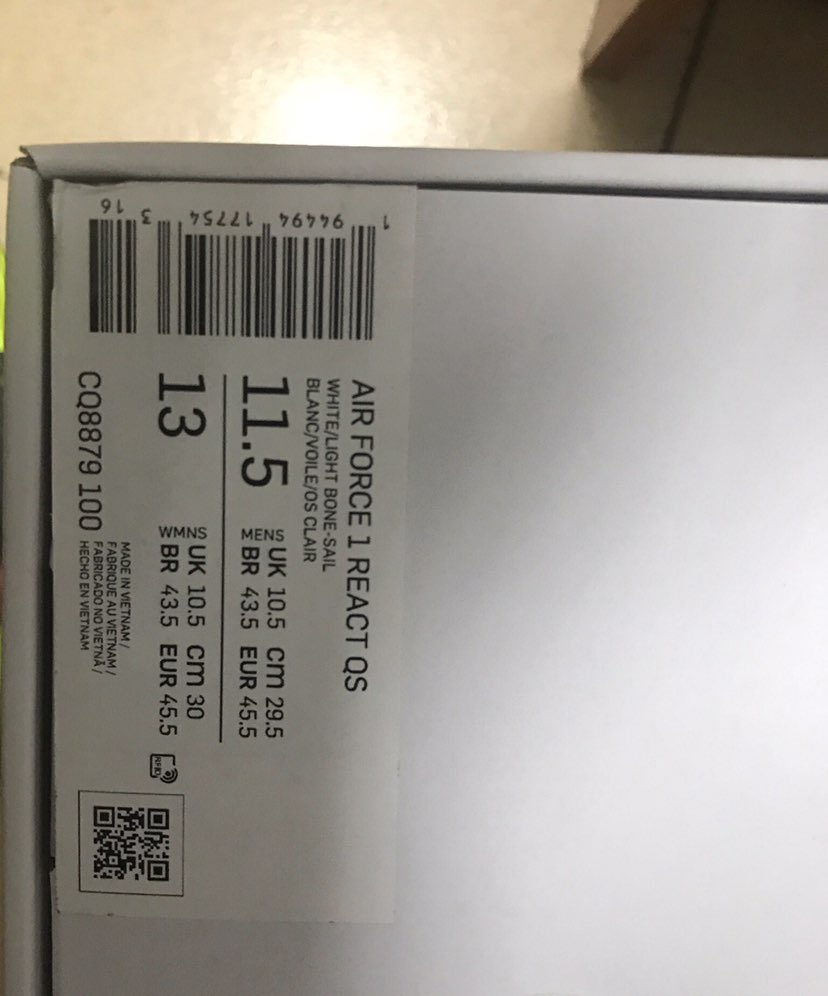 AIR FORCE 1 REACT QS
WHITE/LIGHT BONE-SAIL
BLANC/VOILE/OS CLAIR
11.5 MENS UK 10.5 cm 29.5
BR 43.5 EUR 45.5
13 WMNS UK 10.5 cm 30
BR 43.5 EUR 45.5
CQ8879 100
MADE IN VIETNAM /
FABRIQUE AU VIETNAM /
FABRICADO NO VIETNÃ /
HECHO EN VIETNAM
1 94494 17754 3 16
RFID